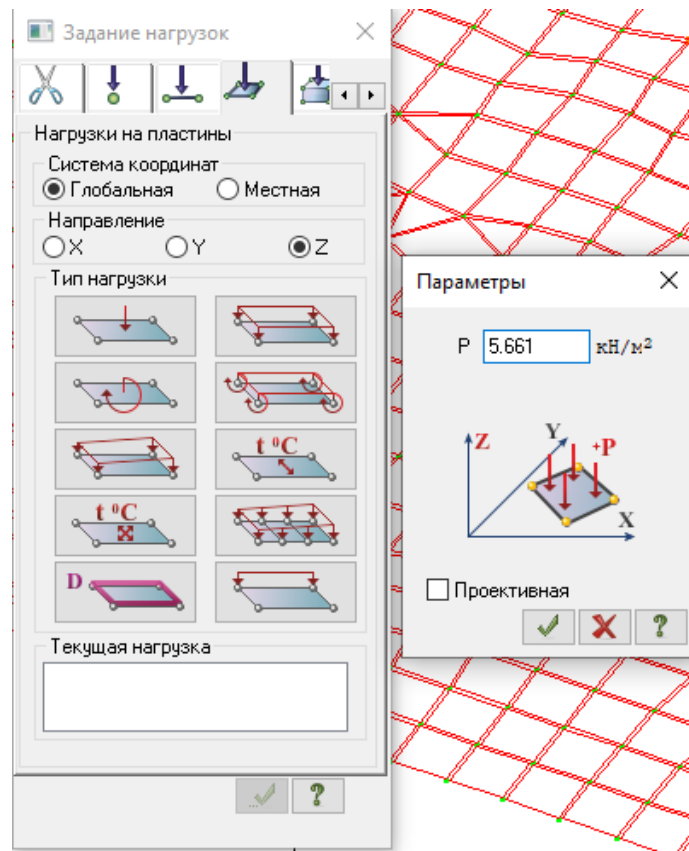 Задание нагрузок
Нагрузки на пластины
Система координат
Глобальная Местная
Направление
X Y Z
Тип нагрузки
t °C
t °C
D
Текущая нагрузка
?
Параметры
P 5.661 кН/м²
Z Y +P
X
Проективная
?